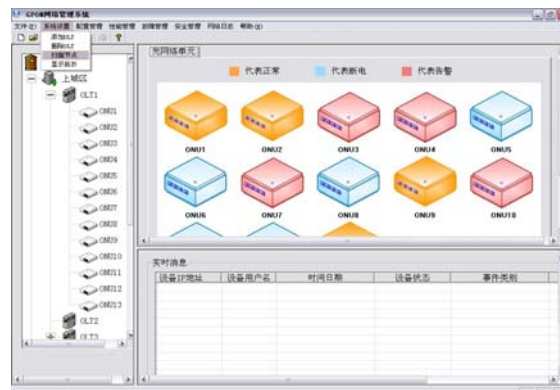 GPON网络管理系统
文件(F) 系统设置 配置管理 性能管理 故障管理 安全管理 网络日志 帮助(Q)
添加OLT
删除OLT
扫描节点
显示拓扑
上城区
OLT1
ONU1
ONU2
ONU3
ONU4
ONU5
ONU6
ONU7
ONU8
ONU9
ONU10
ONU11
ONU12
ONU13
OLT2
OLT3
光网络单元
代表正常 代表断电 代表告警
ONU1 ONU2 ONU3 ONU4 ONU5
ONU6 ONU7 ONU8 ONU9 ONU10
实时消息
设备IP地址 设备用户名 时间日期 设备状态 事件类别